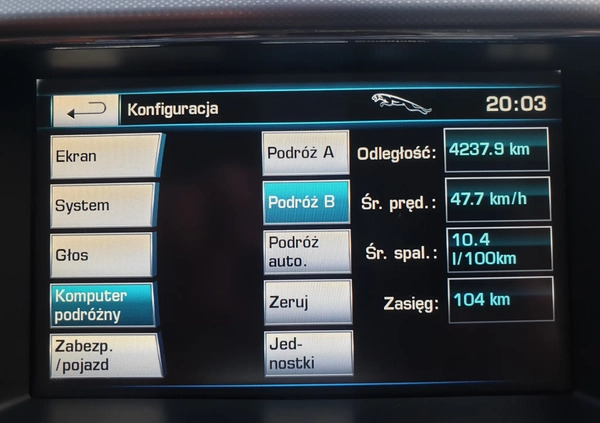 Konfiguracja
20:03
Ekran
System
Głos
Komputer
podróżny
Zabezp.
/pojazd
Podróż A
Podróż B
Podróż
auto.
Zeruj
Jed-
nostki
Odległość: 4237.9 km
Śr. pręd.: 47.7 km/h
Śr. spal.: 10.4
l/100km
Zasięg: 104 km